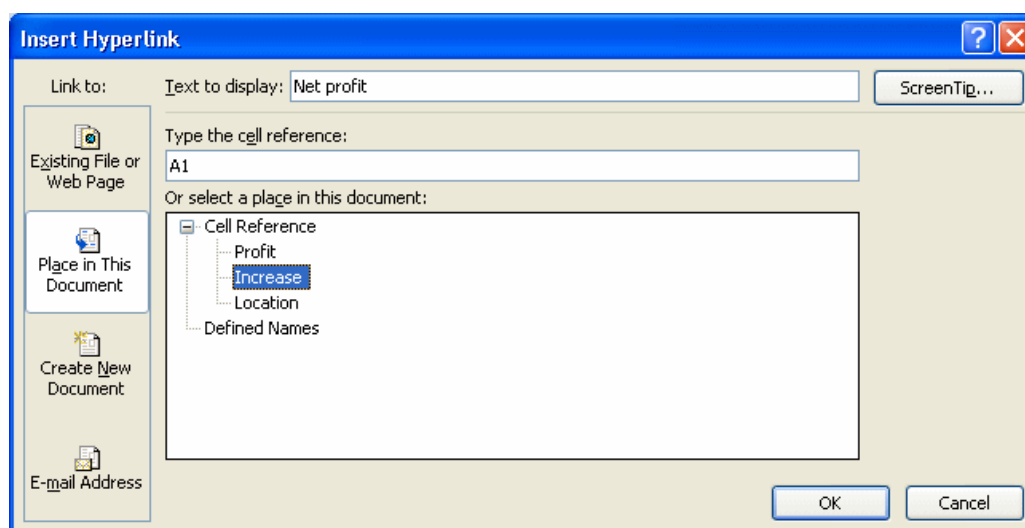 Insert Hyperlink
Link to:
Text to display: Net profit
ScreenTip...
Existing File or
Web Page
Place in This
Document
Create New
Document
E-mail Address
Type the cell reference:
A1
Or select a place in this document:
Cell Reference
Profit
Increase
Location
Defined Names
OK
Cancel